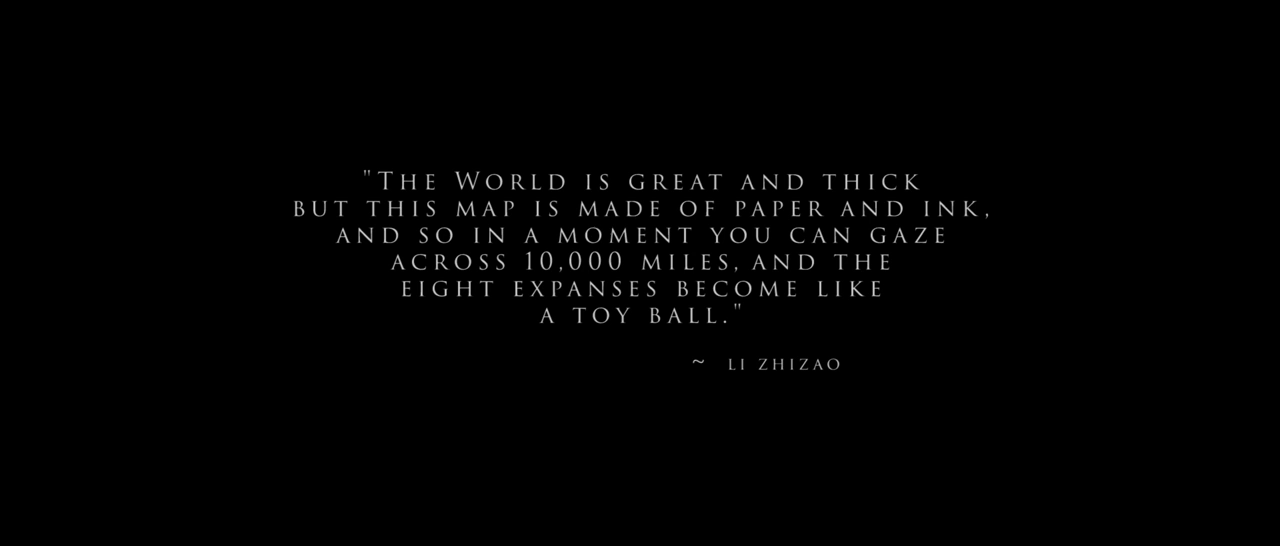 "The World is great and thick
but this map is made of paper and ink,
and so in a moment you can gaze
across 10,000 miles, and the
eight expanses become like
a toy ball."
~ Li Zhizao